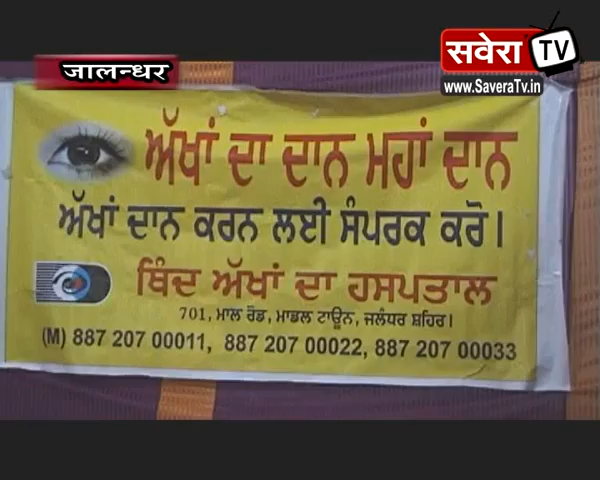 जालन्धर
सवेरा TV
www.SaveraTv.in
ਅੱਖਾਂ ਦਾ ਦਾਨ ਮਹਾਂ ਦਾਨ
ਅੱਖਾਂ ਦਾਨ ਕਰਨ ਲਈ ਸੰਪਰਕ ਕਰੋ।
ਥਿੰਦ ਅੱਖਾਂ ਦਾ ਹਸਪਤਾਲ
701, ਮਾਲ ਰੋਡ, ਮਾਡਲ ਟਾਊਨ, ਜਲੰਧਰ ਸ਼ਹਿਰ।
(M) 887 207 00011, 887 207 00022, 887 207 00033